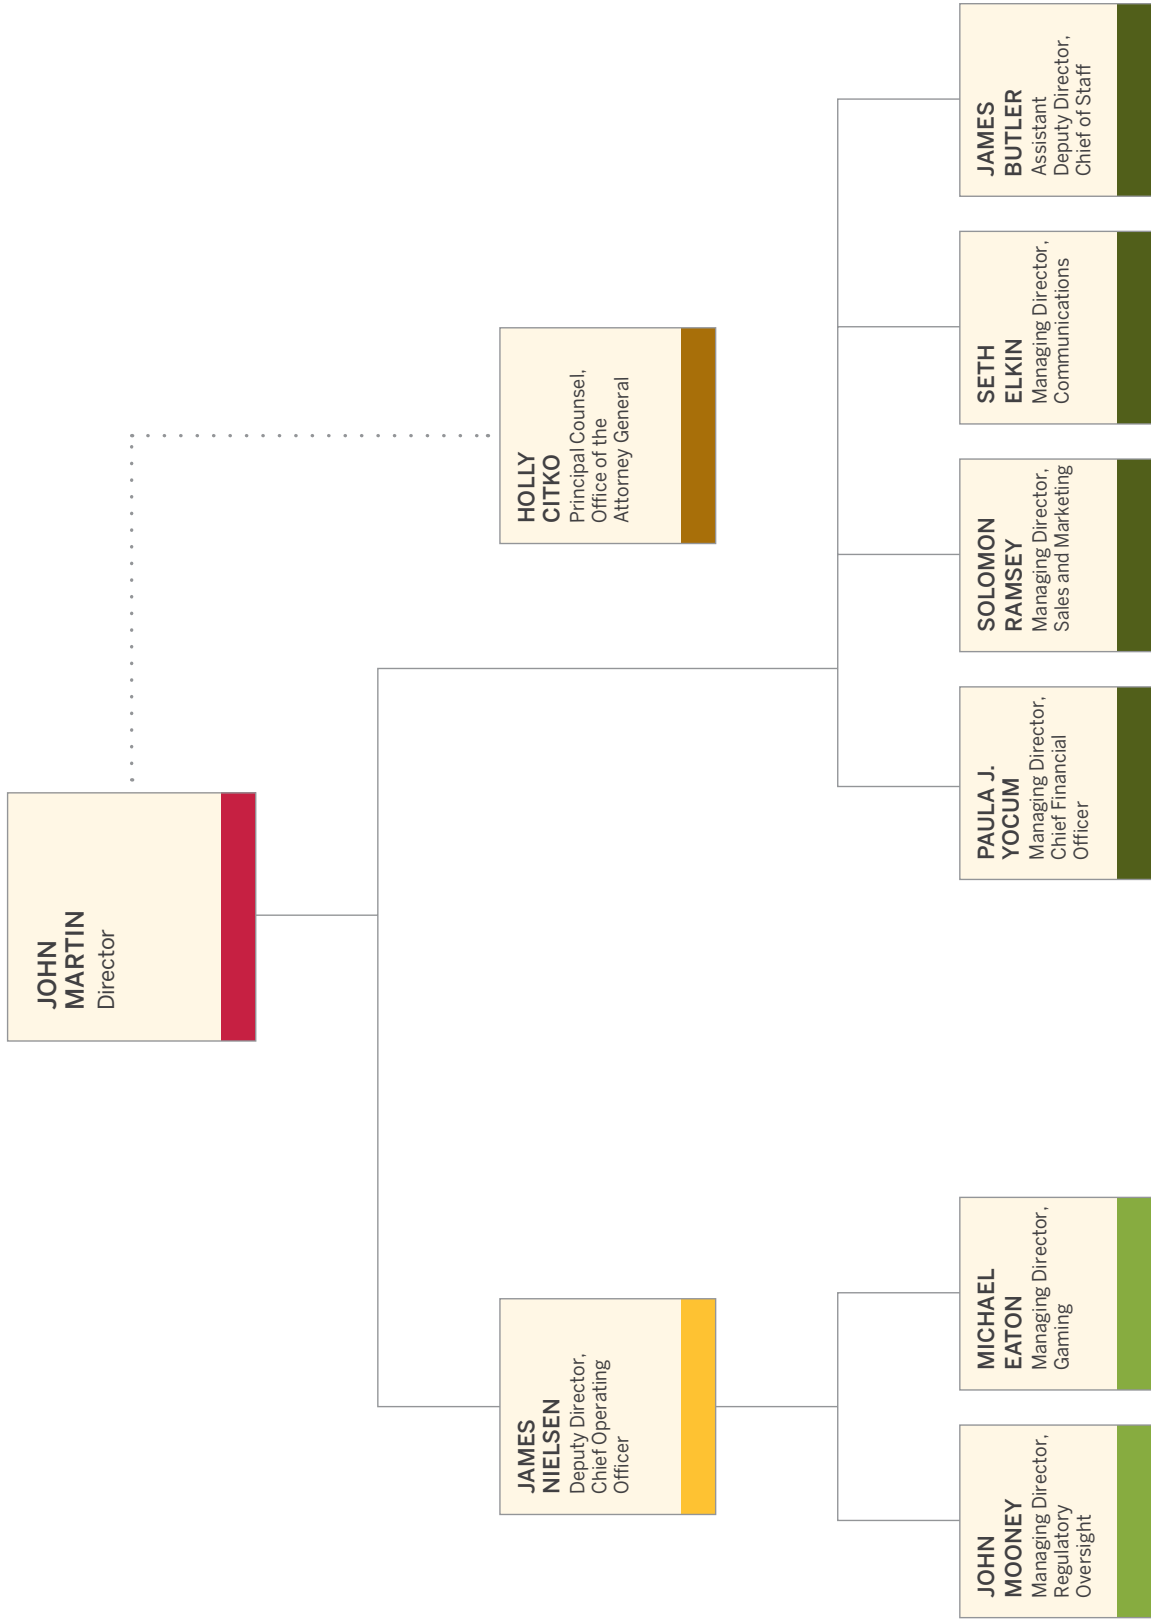 JOHN
MARTIN
Director
JAMES
NIELSEN
Deputy Director,
Chief Operating
Officer
HOLLY
CITKO
Principal Counsel,
Office of the
Attorney General
JOHN
MOONEY
Managing Director,
Regulatory
Oversight
MICHAEL
EATON
Managing Director,
Gaming
PAULA J.
YOCUM
Managing Director,
Chief Financial
Officer
SOLOMON
RAMSEY
Managing Director,
Sales and Marketing
SETH
ELKIN
Managing Director,
Communications
JAMES
BUTLER
Assistant
Deputy Director,
Chief of Staff